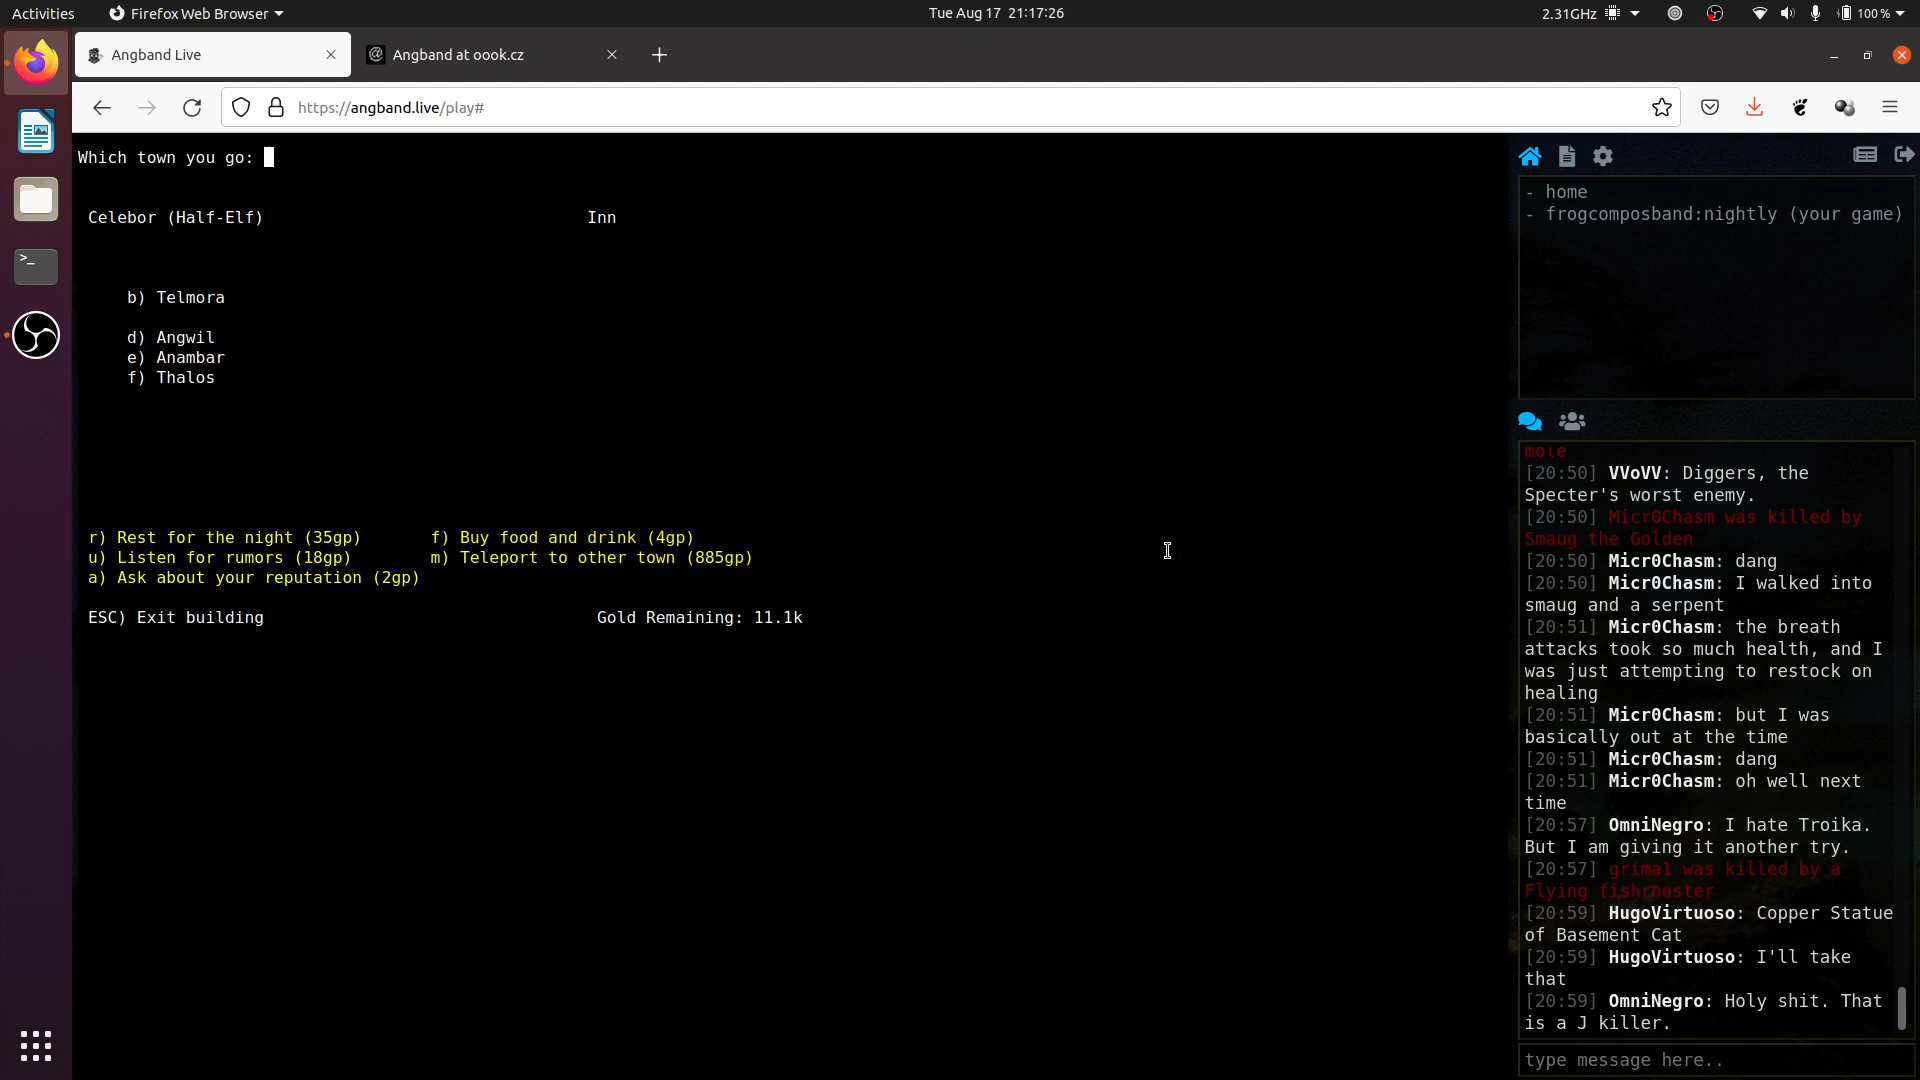 Activities
Firefox Web Browser
Tue Aug 17 21:17:26
2.31GHz
100 %
Angband Live
Angband at oook.cz
https://angband.live/play#
Which town you go:
Celebor (Half-Elf) Inn
b) Telmora
d) Angwil
e) Anambar
f) Thalos
r) Rest for the night (35gp) f) Buy food and drink (4gp)
u) Listen for rumors (18gp) m) Teleport to other town (885gp)
a) Ask about your reputation (2gp)
ESC) Exit building Gold Remaining: 11.1k
- home
- frogcomposband:nightly (your game)
mole
[20:50] VVoVV: Diggers, the
Specter's worst enemy.
[20:50] Micr0Chasm was killed by
Smaug the Golden
[20:50] Micr0Chasm: dang
[20:50] Micr0Chasm: I walked into
smaug and a serpent
[20:51] Micr0Chasm: the breath
attacks took so much health, and I
was just attempting to restock on
healing
[20:51] Micr0Chasm: but I was
basically out at the time
[20:51] Micr0Chasm: dang
[20:51] Micr0Chasm: oh well next
time
[20:57] OmniNegro: I hate Troika.
But I am giving it another try.
[20:57] grima1 was killed by a
Flying fishrooster
[20:59] HugoVirtuoso: Copper Statue
of Basement Cat
[20:59] HugoVirtuoso: I'll take
that
[20:59] OmniNegro: Holy shit. That
is a J killer.
type message here..